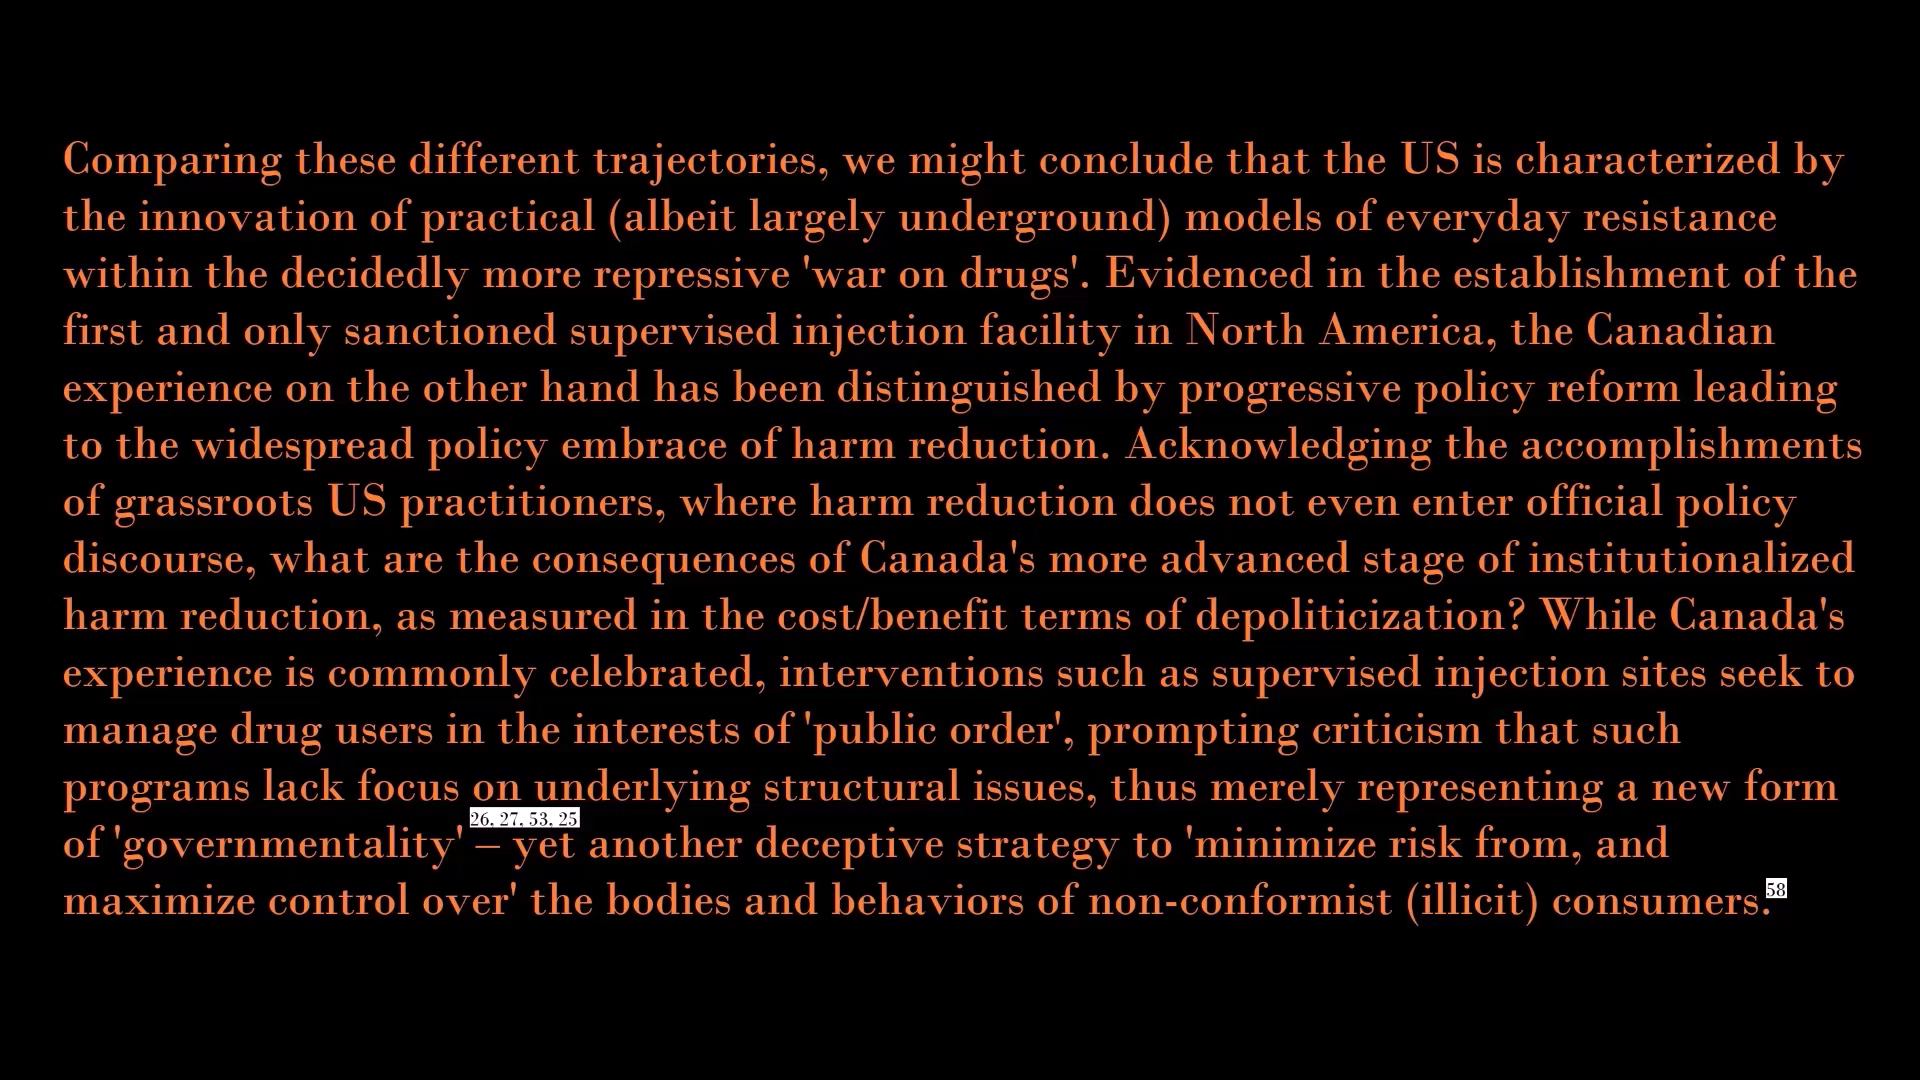 Comparing these different trajectories, we might conclude that the US is characterized by
the innovation of practical (albeit largely underground) models of everyday resistance
within the decidedly more repressive 'war on drugs'. Evidenced in the establishment of the
first and only sanctioned supervised injection facility in North America, the Canadian
experience on the other hand has been distinguished by progressive policy reform leading
to the widespread policy embrace of harm reduction. Acknowledging the accomplishments
of grassroots US practitioners, where harm reduction does not even enter official policy
discourse, what are the consequences of Canada's more advanced stage of institutionalized
harm reduction, as measured in the cost/benefit terms of depoliticization? While Canada's
experience is commonly celebrated, interventions such as supervised injection sites seek to
manage drug users in the interests of 'public order', prompting criticism that such
programs lack focus on underlying structural issues, thus merely representing a new form
of 'governmentality' 26, 27, 53, 25 – yet another deceptive strategy to 'minimize risk from, and
maximize control over' the bodies and behaviors of non-conformist (illicit) consumers.58